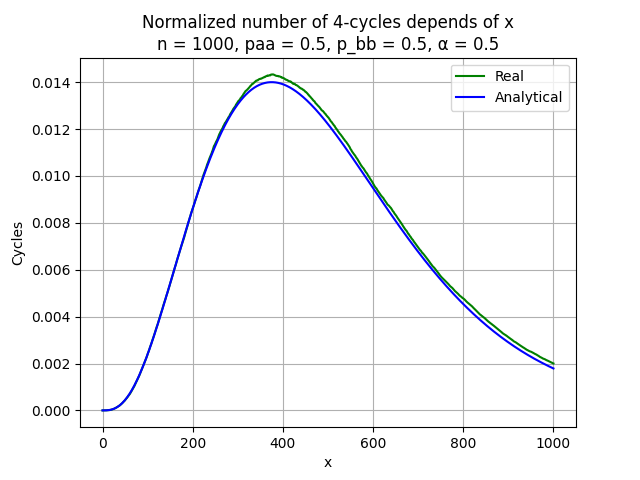 Normalized number of 4-cycles depends of x
n = 1000, paa = 0.5, p_bb = 0.5, α = 0.5
Real
Analytical
Cycles
0.014
0.012
0.010
0.008
0.006
0.004
0.002
0.000
0 200 400 600 800 1000
x